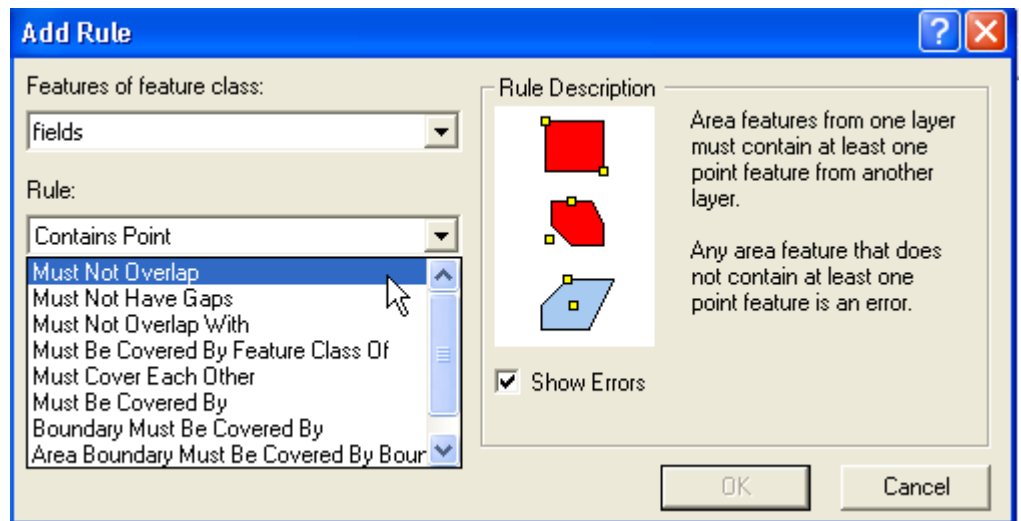 Add Rule
Features of feature class:
fields
Rule:
Contains Point
Must Not Overlap
Must Not Have Gaps
Must Not Overlap With
Must Be Covered By Feature Class Of
Must Cover Each Other
Must Be Covered By
Boundary Must Be Covered By
Area Boundary Must Be Covered By Bour
Rule Description
Area features from one layer
must contain at least one
point feature from another
layer.
Any area feature that does
not contain at least one
point feature is an error.
Show Errors
OK
Cancel